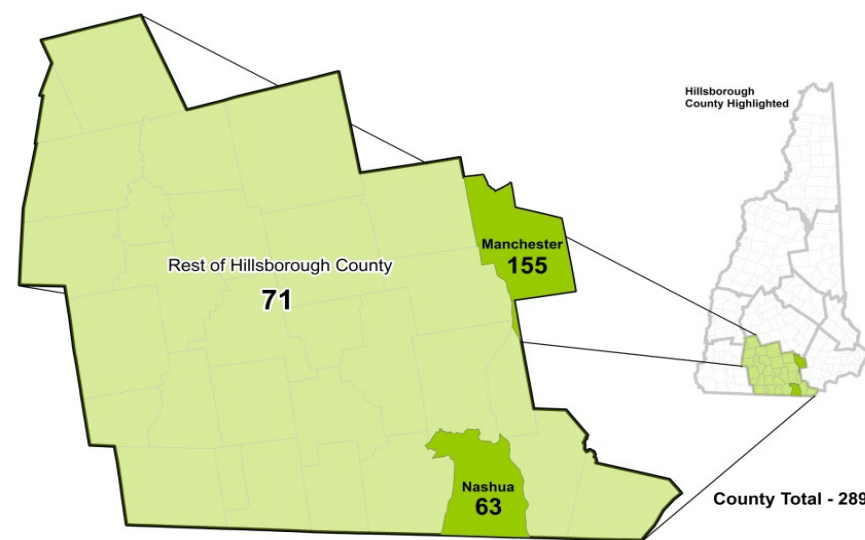 Hillsborough
County Highlighted
Manchester
155
Rest of Hillsborough County
71
Nashua
63
County Total - 289